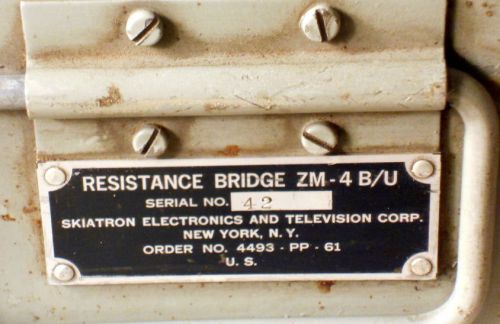 RESISTANCE BRIDGE ZM-4 B/U
SERIAL NO. 42
SKIATRON ELECTRONICS AND TELEVISION CORP.
NEW YORK, N.Y.
ORDER NO. 4493-PP-61
U.S.